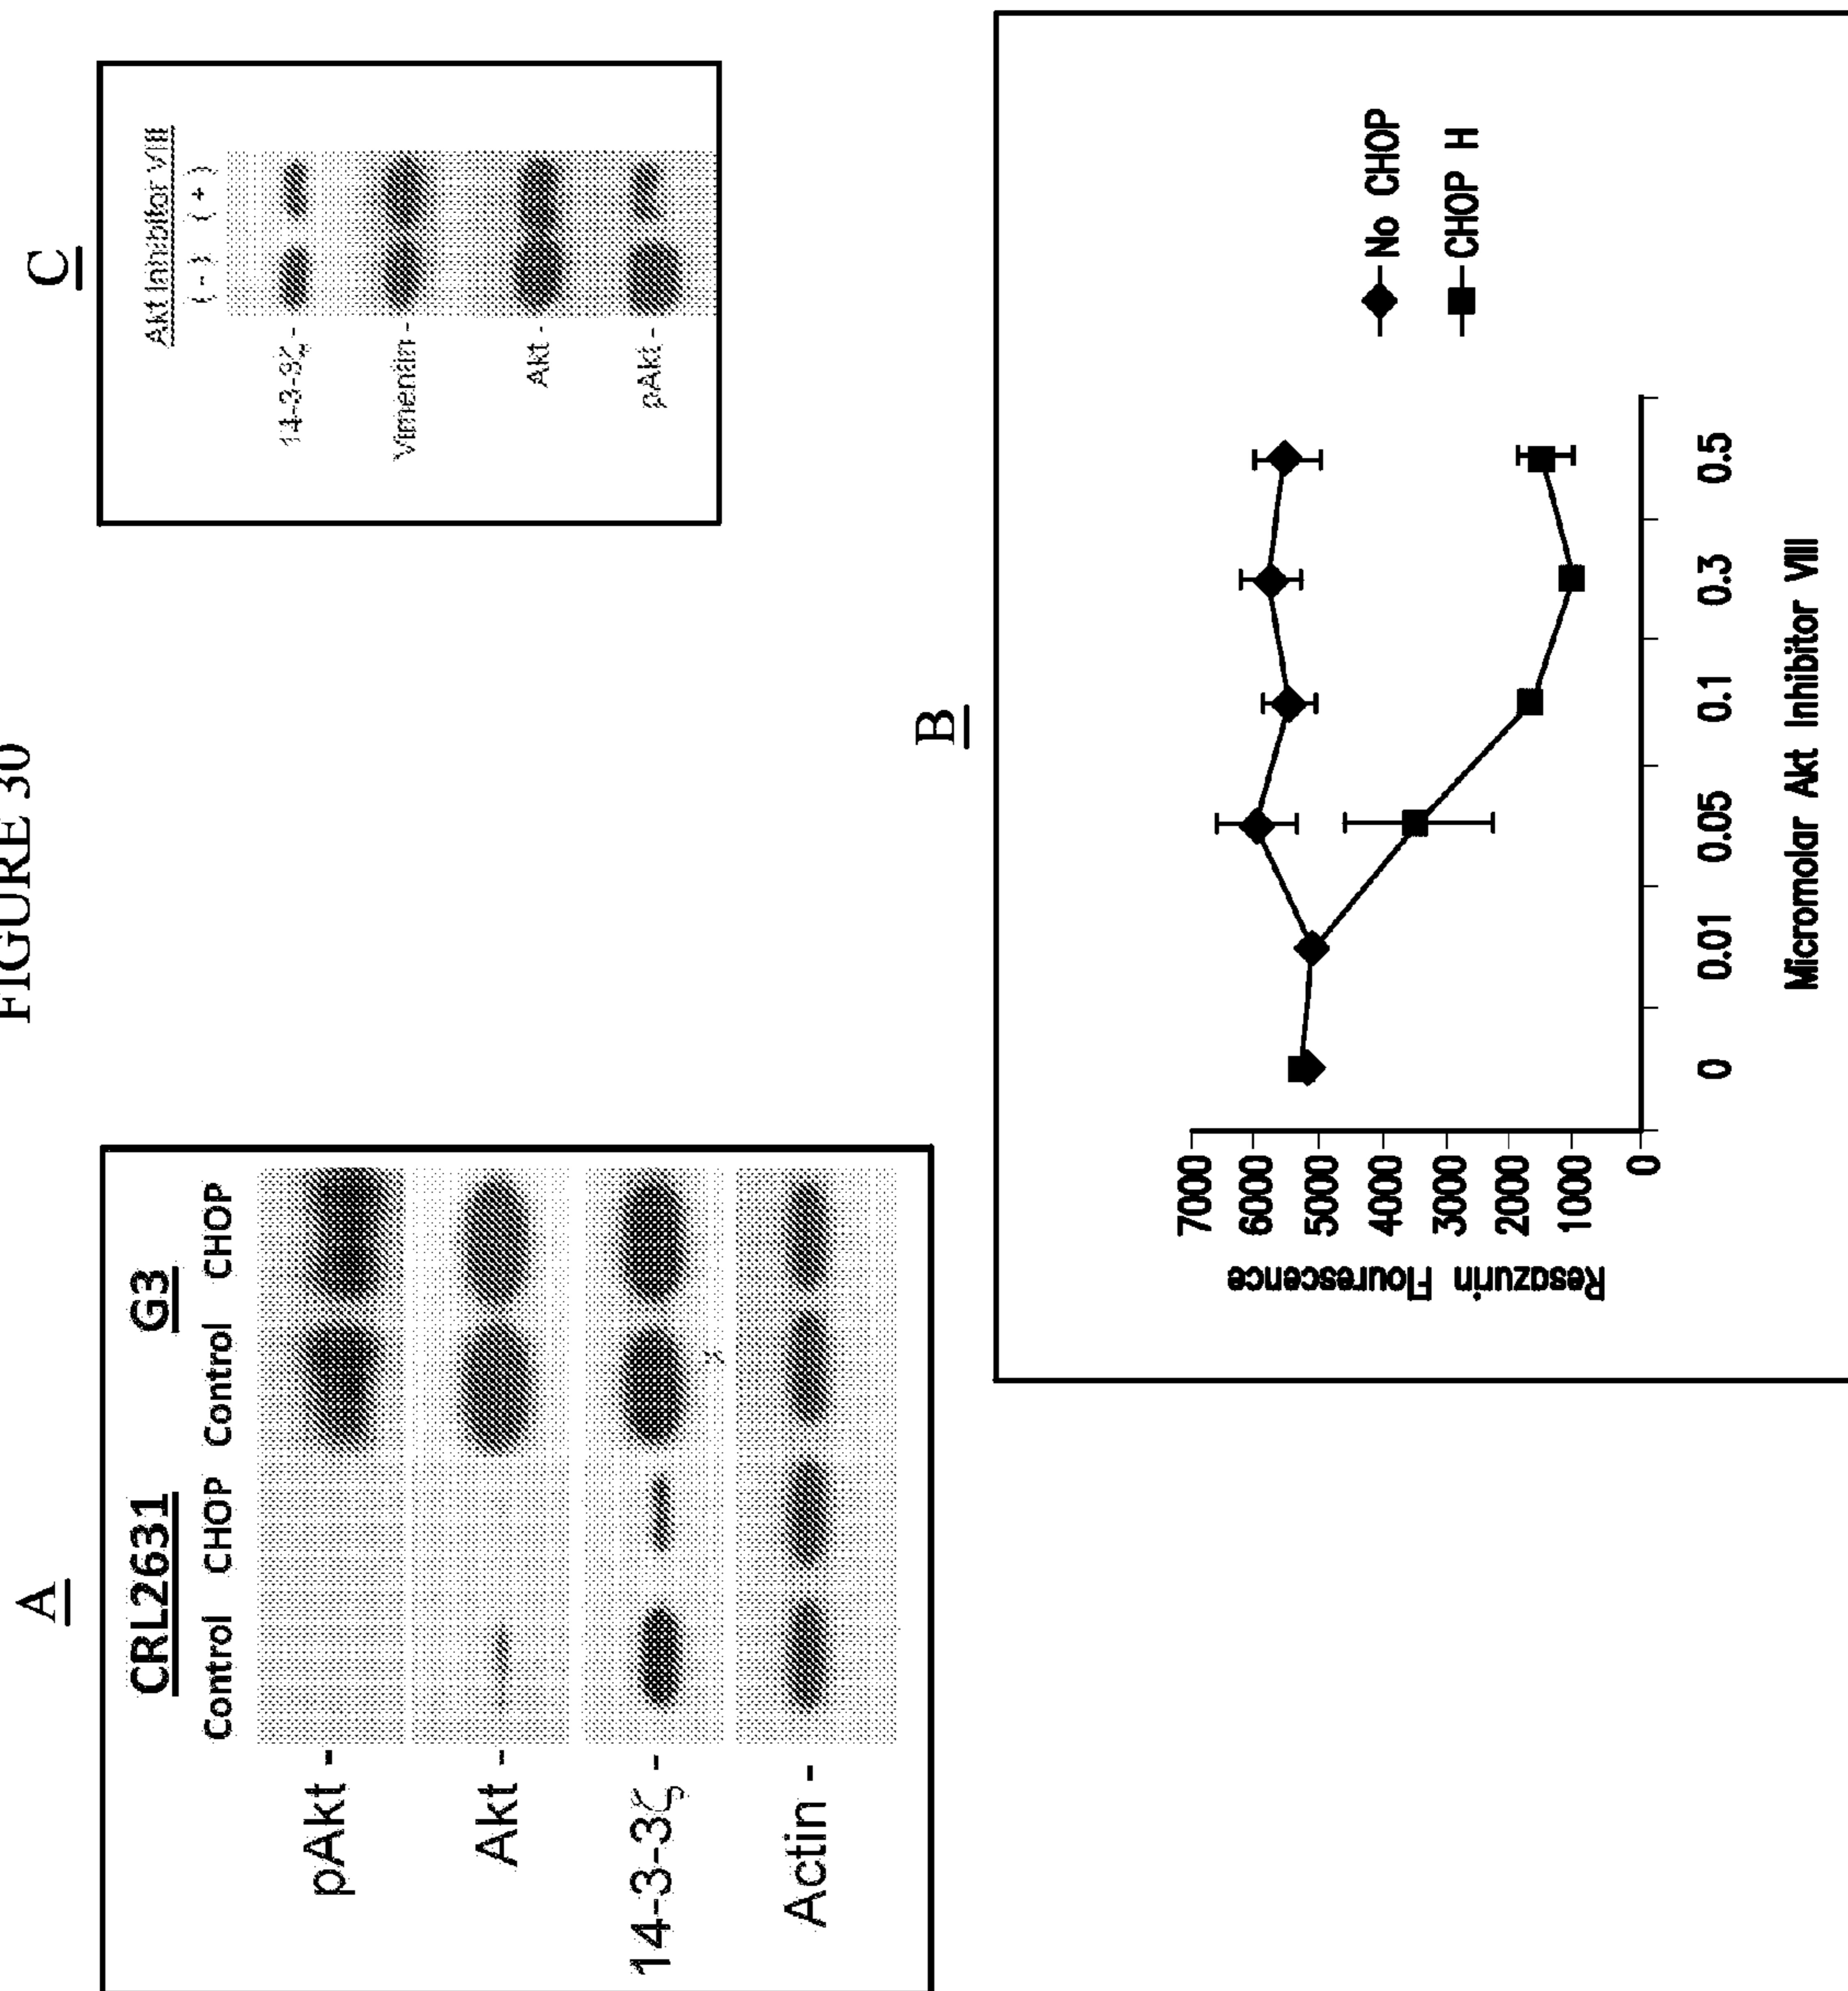 FIGURE 30
A
CRL2631 G3
Control CHOP Control CHOP
pAkt -
Akt -
14-3-3ζ -
Actin -
C
Akt Inhibitor VIII
(-) (+)
14-3-3ζ -
Vimentin -
Akt -
pAkt -
B
Resazurin Flourescence
7000
6000
5000
4000
3000
2000
1000
0
0 0.01 0.05 0.1 0.3 0.5
Micromolar Akt Inhibitor VIII
No CHOP
CHOP H